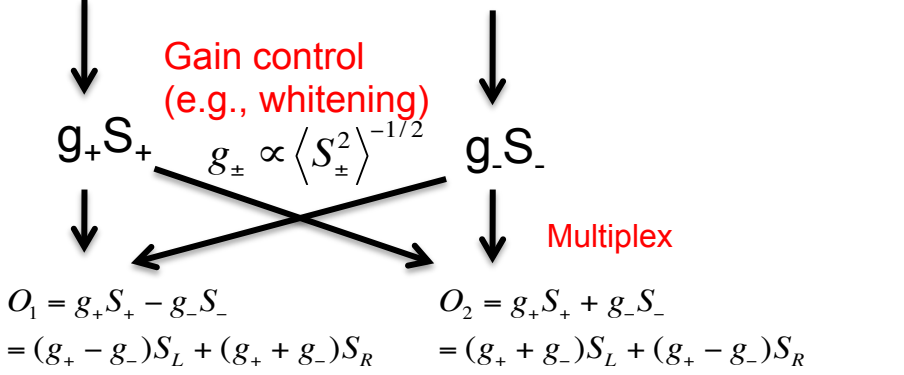 Gain control
(e.g., whitening)
g₊S₊
g± ∝ ⟨S±²⟩^−1/2
g₋S₋
Multiplex
O₁ = g₊S₊ − g₋S₋
= (g₊ − g₋)S_L + (g₊ + g₋)S_R
O₂ = g₊S₊ + g₋S₋
= (g₊ + g₋)S_L + (g₊ − g₋)S_R